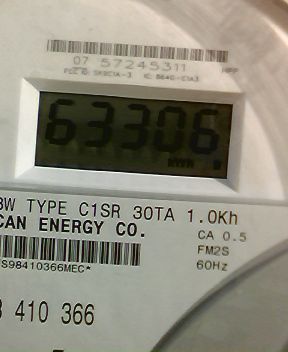 07 57245311
63306
KWH
3W TYPE C1SR 30TA 1.0Kh
CAN ENERGY CO.
CA 0.5
FM2S
60Hz
S98410366MEC*
410 366